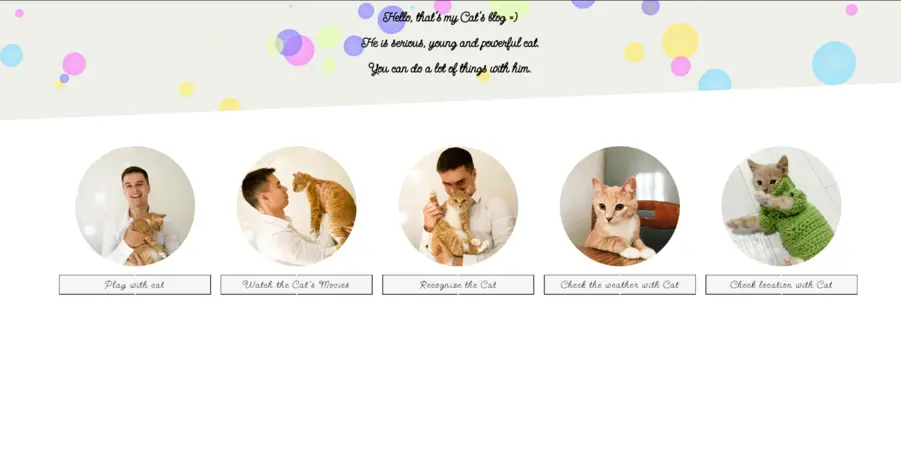 Hello, that's my Cat's blog =)
He is serious, young and powerful cat.
You can do a lot of things with him.
Play with cat
Watch the Cat's Movies
Recognize the Cat
Check the weather with Cat
Check location with Cat